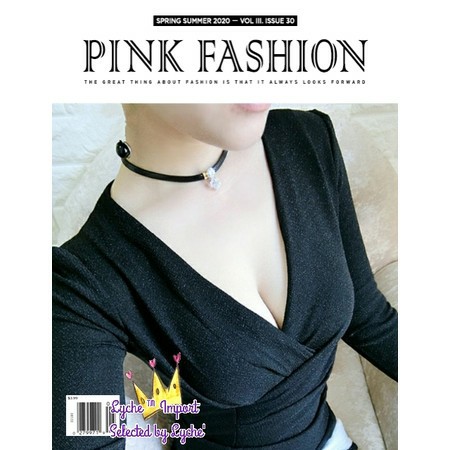 SPRING SUMMER 2020 — VOL III. ISSUE 30
PINK FASHION
THE GREAT THING ABOUT FASHION IS THAT IT ALWAYS LOOKS FORWARD
Lyche™ Import
Selected by Lyche'